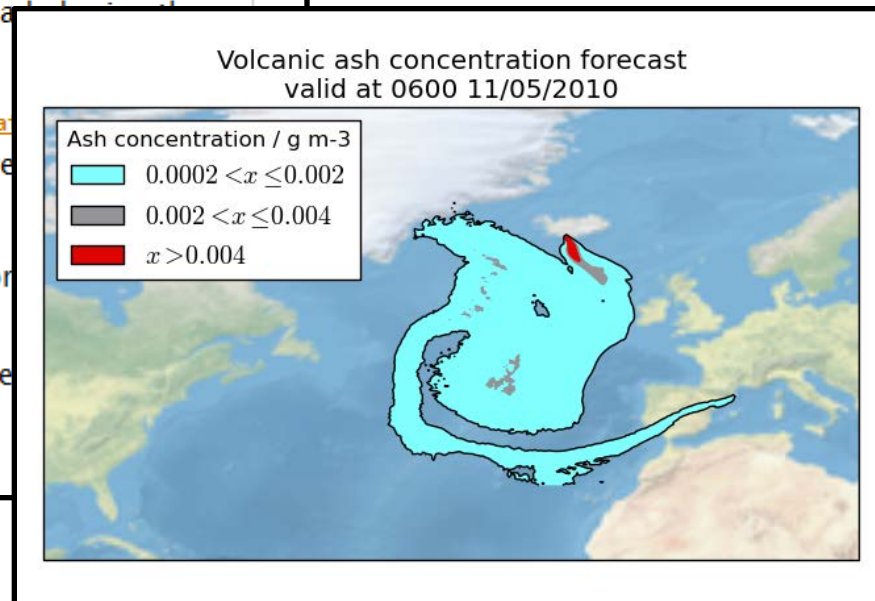 Volcanic ash concentration forecast
valid at 0600 11/05/2010
Ash concentration / g m-3
0.0002 <x ≤0.002
0.002 <x ≤0.004
x >0.004